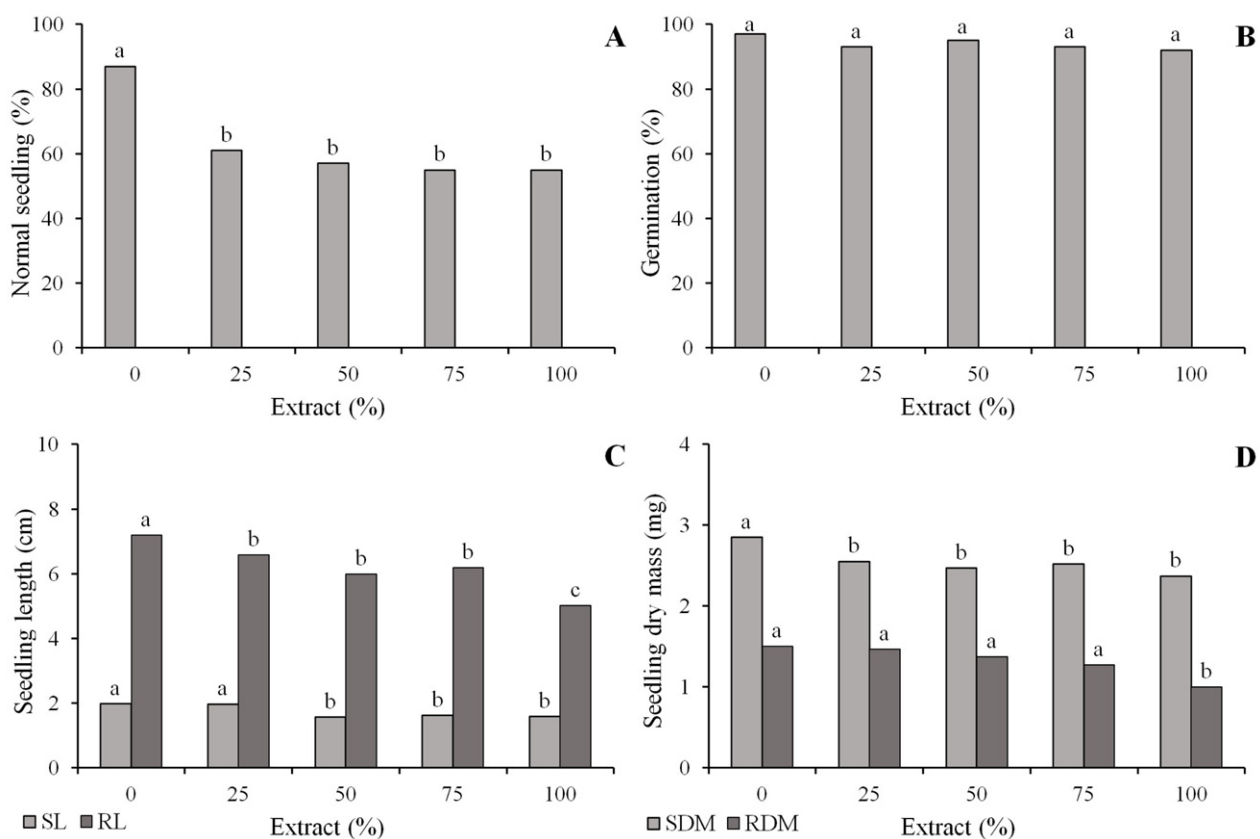 A
Normal seedling (%)
100
80
60
40
20
0
a
b
b
b
b
0 25 50 75 100
Extract (%)
B
Germination (%)
100
80
60
40
20
0
a
a
a
a
a
0 25 50 75 100
Extract (%)
C
Seedling length (cm)
10
8
6
4
2
0
a a
a b
b b
b b
b c
0 25 50 75 100
Extract (%)
SL RL
D
Seedling dry mass (mg)
4
3
2
1
0
a a
b a
b a
b a
b b
0 25 50 75 100
Extract (%)
SDM RDM